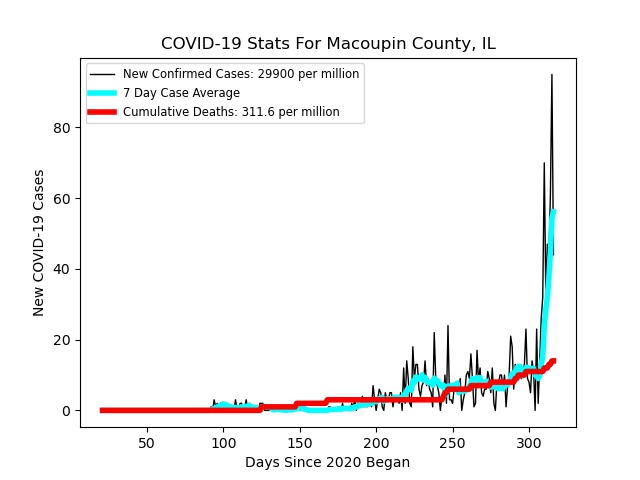 COVID-19 Stats For Macoupin County, IL
New Confirmed Cases: 29900 per million
7 Day Case Average
Cumulative Deaths: 311.6 per million
New COVID-19 Cases
80
60
40
20
0
50 100 150 200 250 300
Days Since 2020 Began